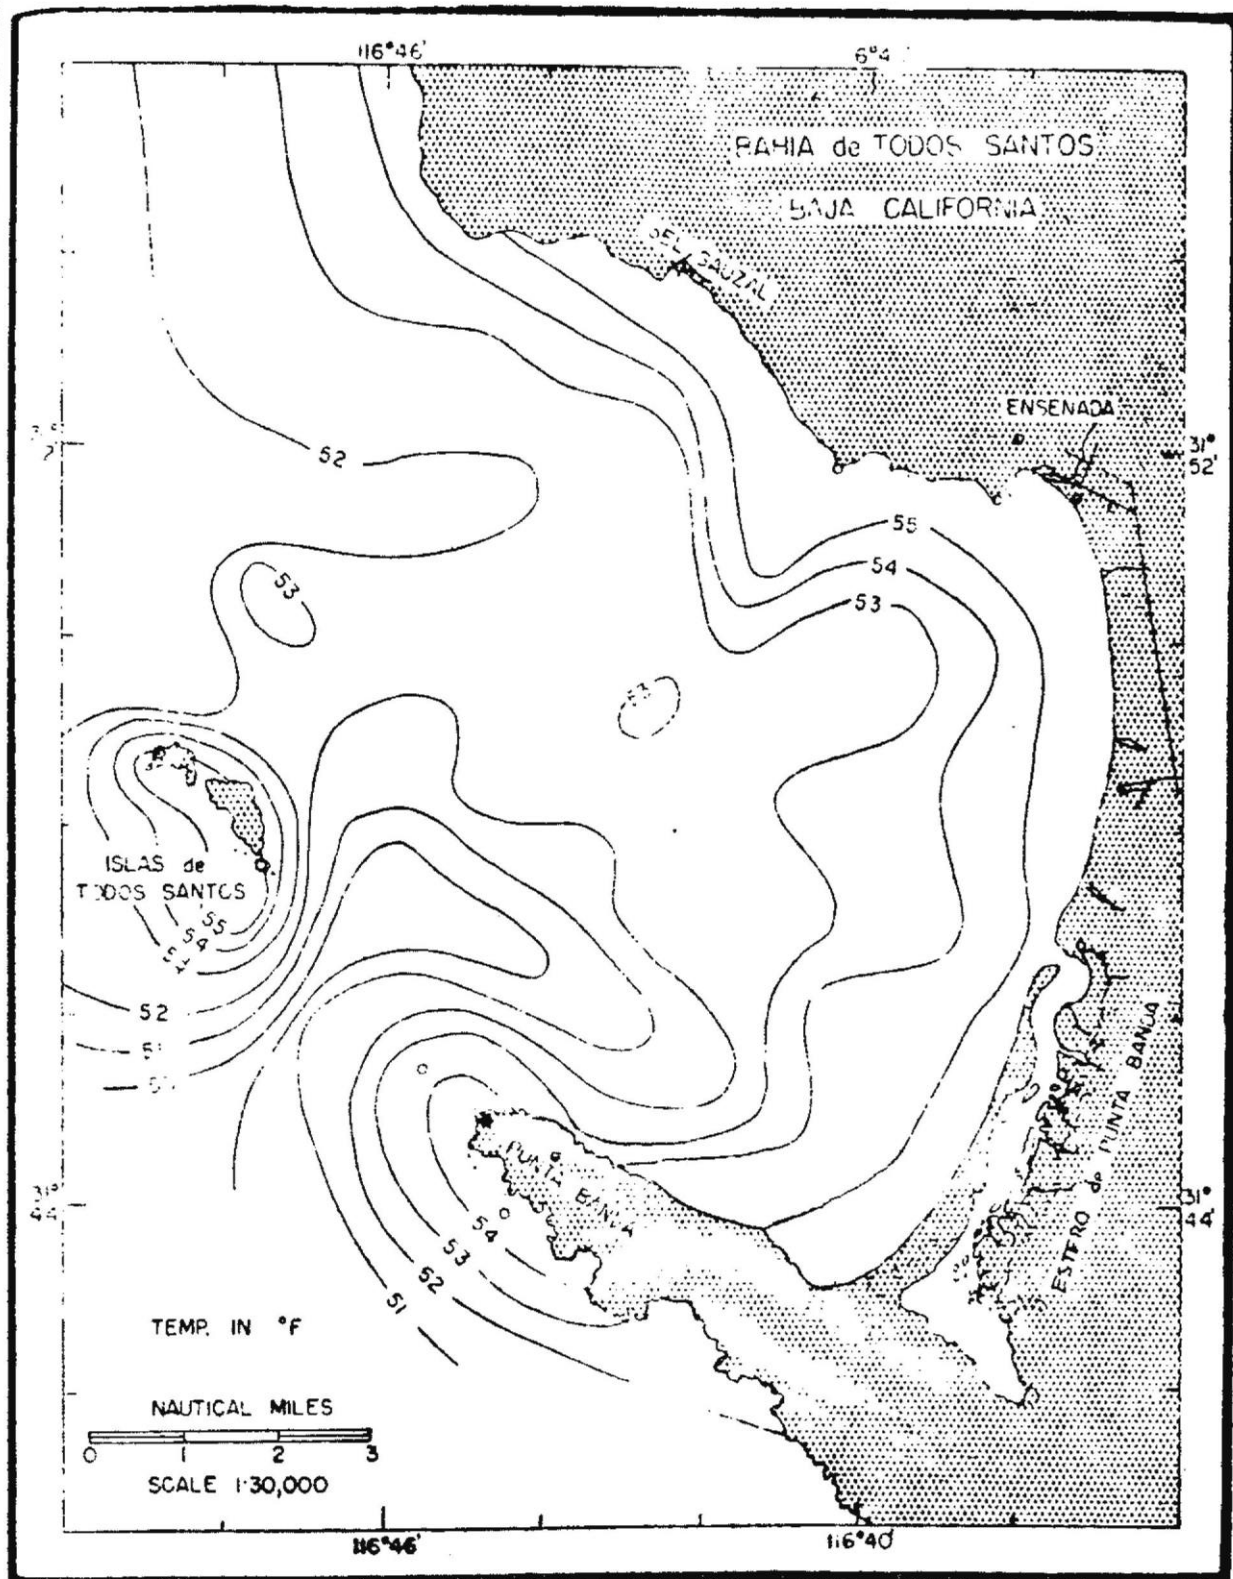 116°46'
BAHIA de TODOS SANTOS
BAJA CALIFORNIA
SAUZAL
ENSENADA
31°
52'
52
55
54
53
53
53
ISLAS de
TODOS SANTOS
55
54
52
51
PUNTA BANDA
ESTERO de PUNTA BANDA
31°
44'
31°
44'
54
53
52
51
TEMP. IN °F
NAUTICAL MILES
0 1 2 3
SCALE 1:30,000
116°46'
116°40'